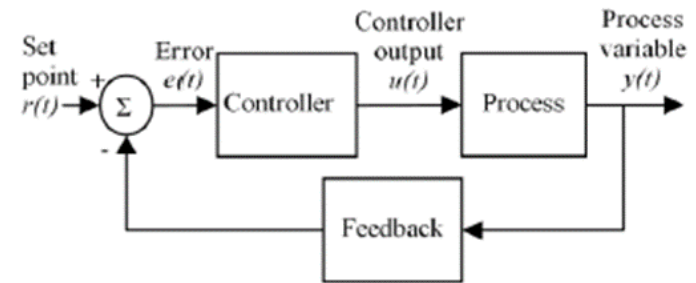 Set
point
r(t)
+
-
Σ
Error
e(t)
Controller
Controller
output
u(t)
Process
Process
variable
y(t)
Feedback